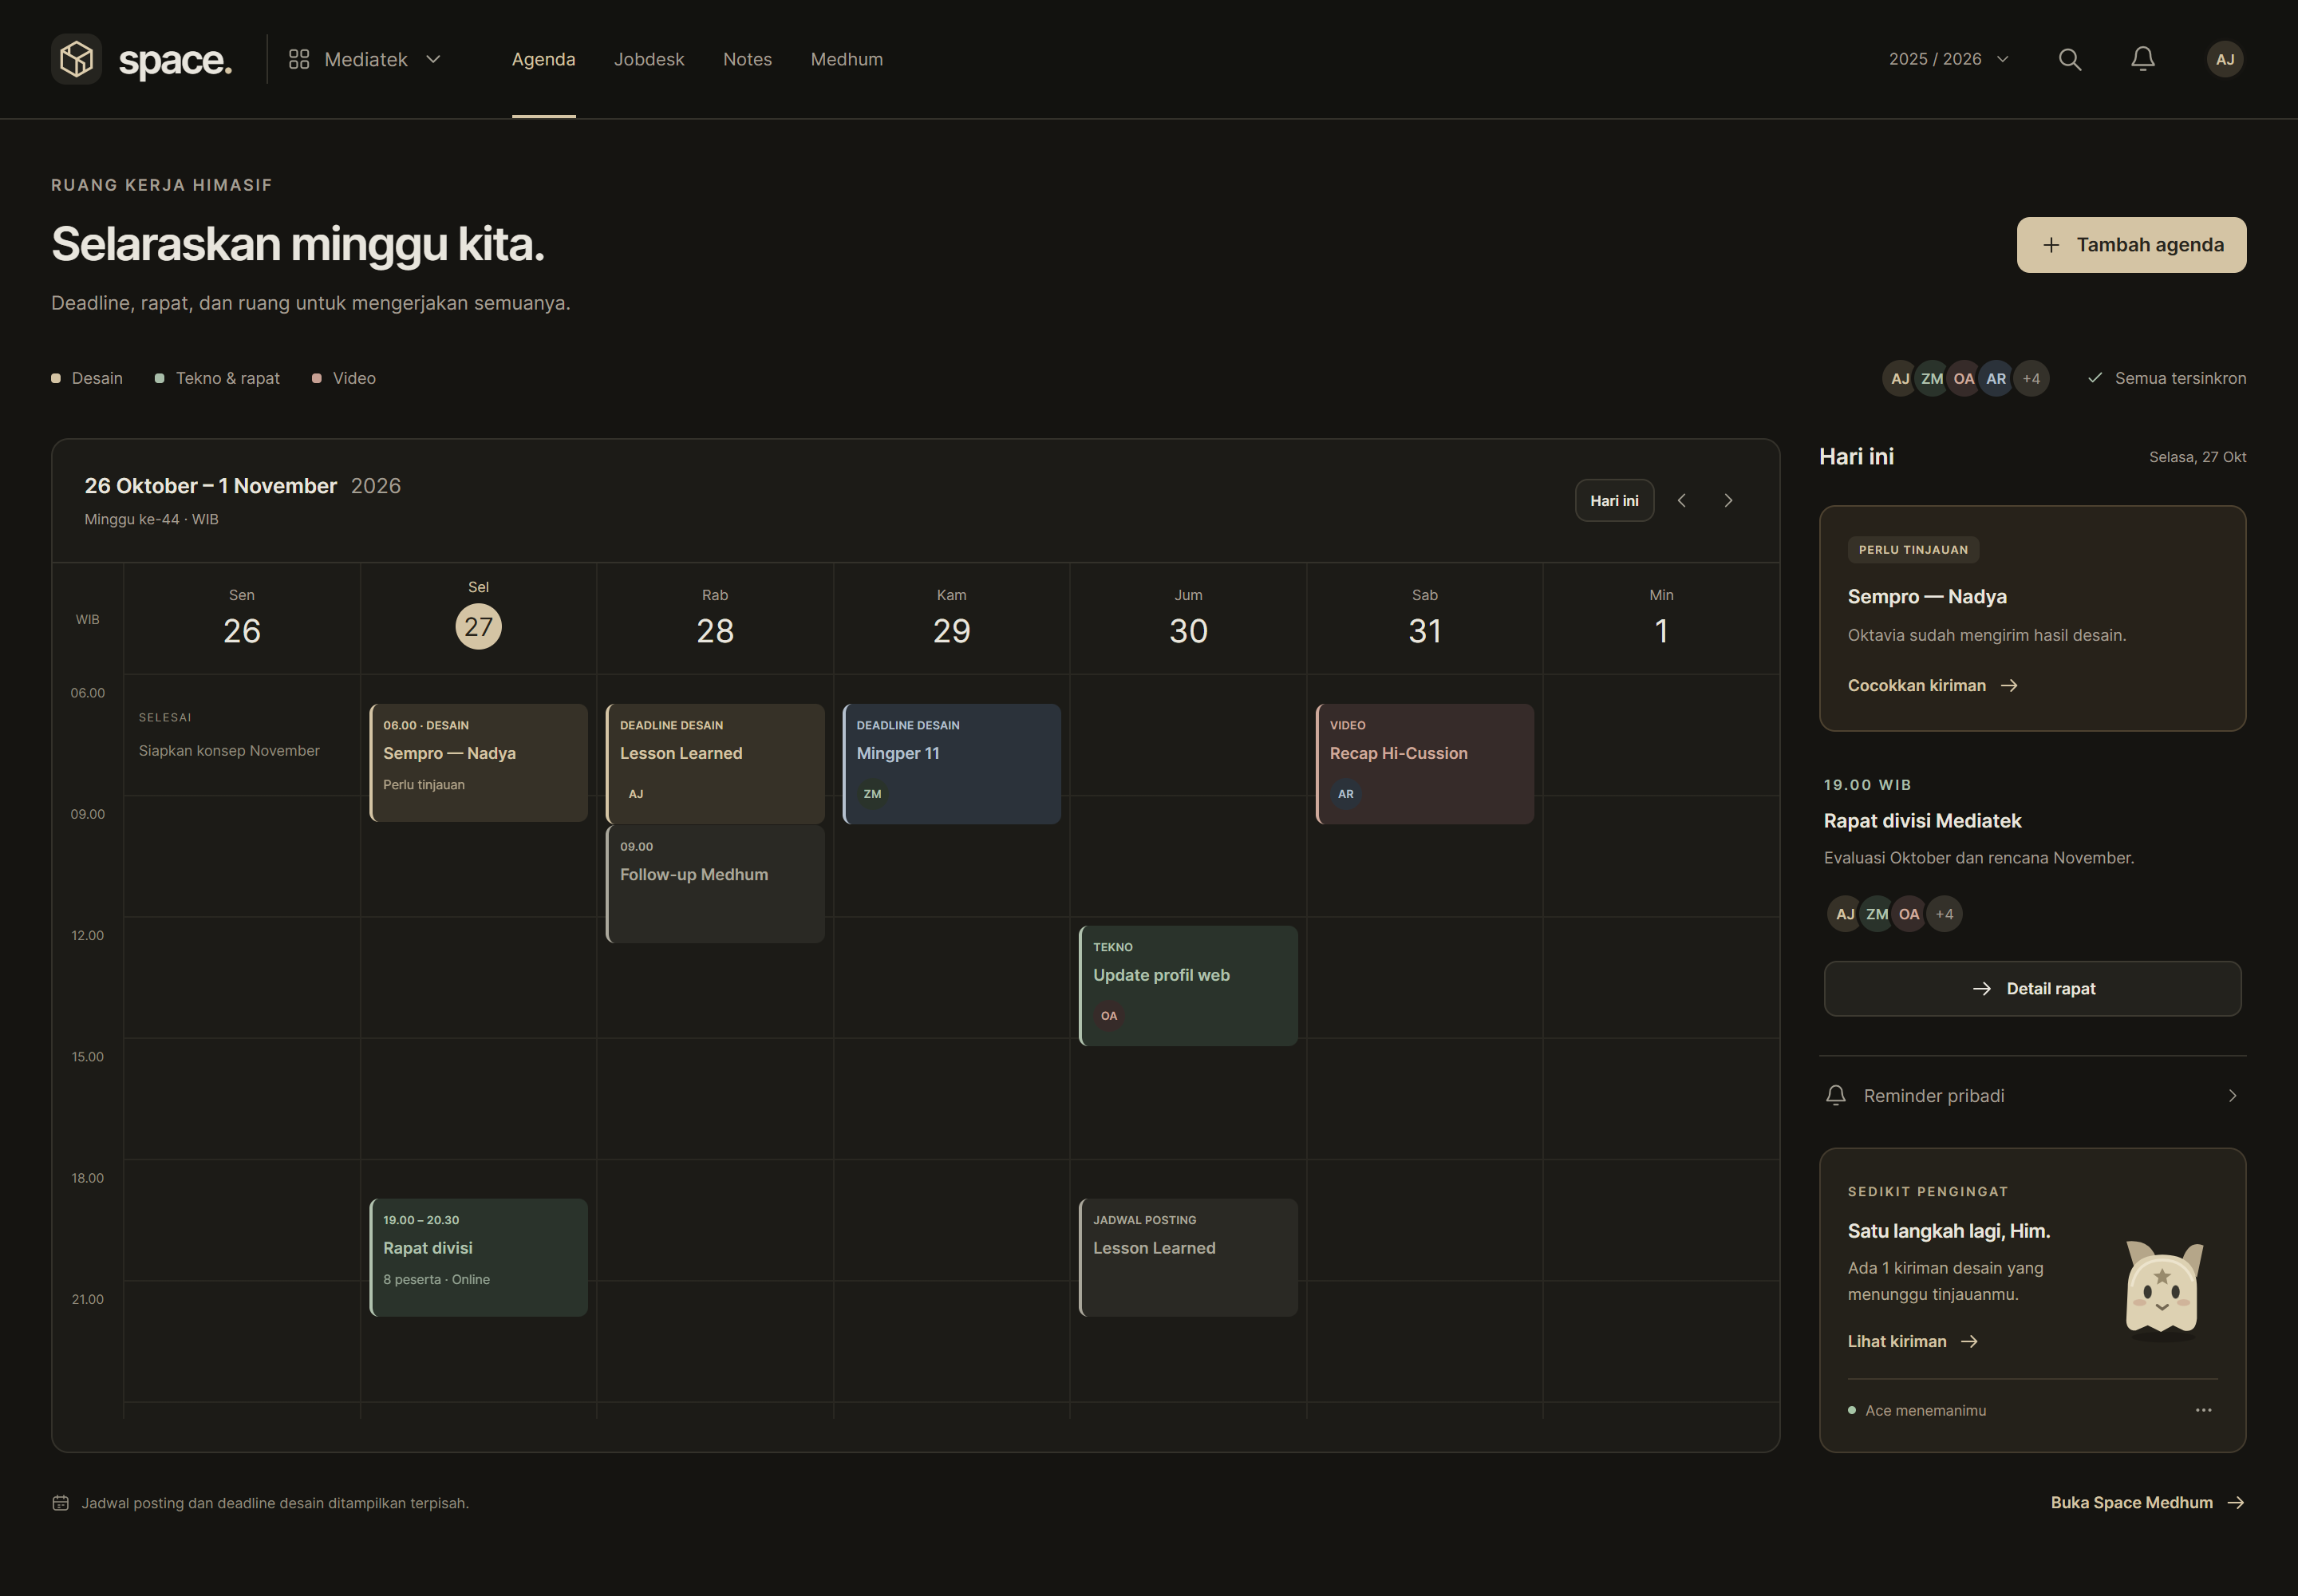 space.
Mediatek
Agenda
Jobdesk
Notes
Medhum
2025 / 2026
AJ
RUANG KERJA HIMASIF
Selaraskan minggu kita.
Deadline, rapat, dan ruang untuk mengerjakan semuanya.
Tambah agenda
Desain
Tekno & rapat
Video
AJ ZM OA AR +4
Semua tersinkron
26 Oktober – 1 November 2026
Minggu ke-44 · WIB
Hari ini
WIB
Sen
26
Sel
27
Rab
28
Kam
29
Jum
30
Sab
31
Min
1
06.00
09.00
12.00
15.00
18.00
21.00
SELESAI
Siapkan konsep November
06.00 · DESAIN
Sempro — Nadya
Perlu tinjauan
19.00 – 20.30
Rapat divisi
8 peserta · Online
DEADLINE DESAIN
Lesson Learned
AJ
09.00
Follow-up Medhum
DEADLINE DESAIN
Mingper 11
ZM
TEKNO
Update profil web
OA
JADWAL POSTING
Lesson Learned
VIDEO
Recap Hi-Cussion
AR
Hari ini
Selasa, 27 Okt
PERLU TINJAUAN
Sempro — Nadya
Oktavia sudah mengirim hasil desain.
Cocokkan kiriman
19.00 WIB
Rapat divisi Mediatek
Evaluasi Oktober dan rencana November.
AJ ZM OA +4
Detail rapat
Reminder pribadi
SEDIKIT PENGINGAT
Satu langkah lagi, Him.
Ada 1 kiriman desain yang
menunggu tinjauanmu.
Lihat kiriman
Ace menemanimu
Jadwal posting dan deadline desain ditampilkan terpisah.
Buka Space Medhum